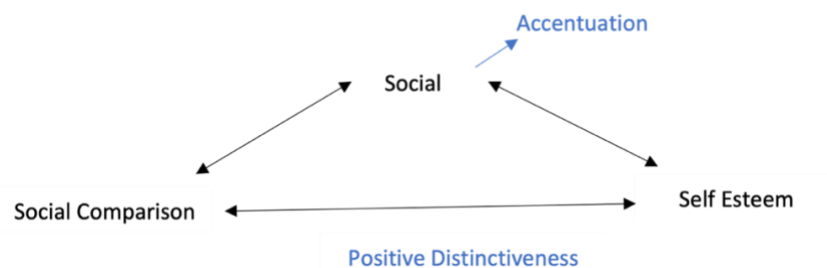 Accentuation
Social
Social Comparison
Self Esteem
Positive Distinctiveness